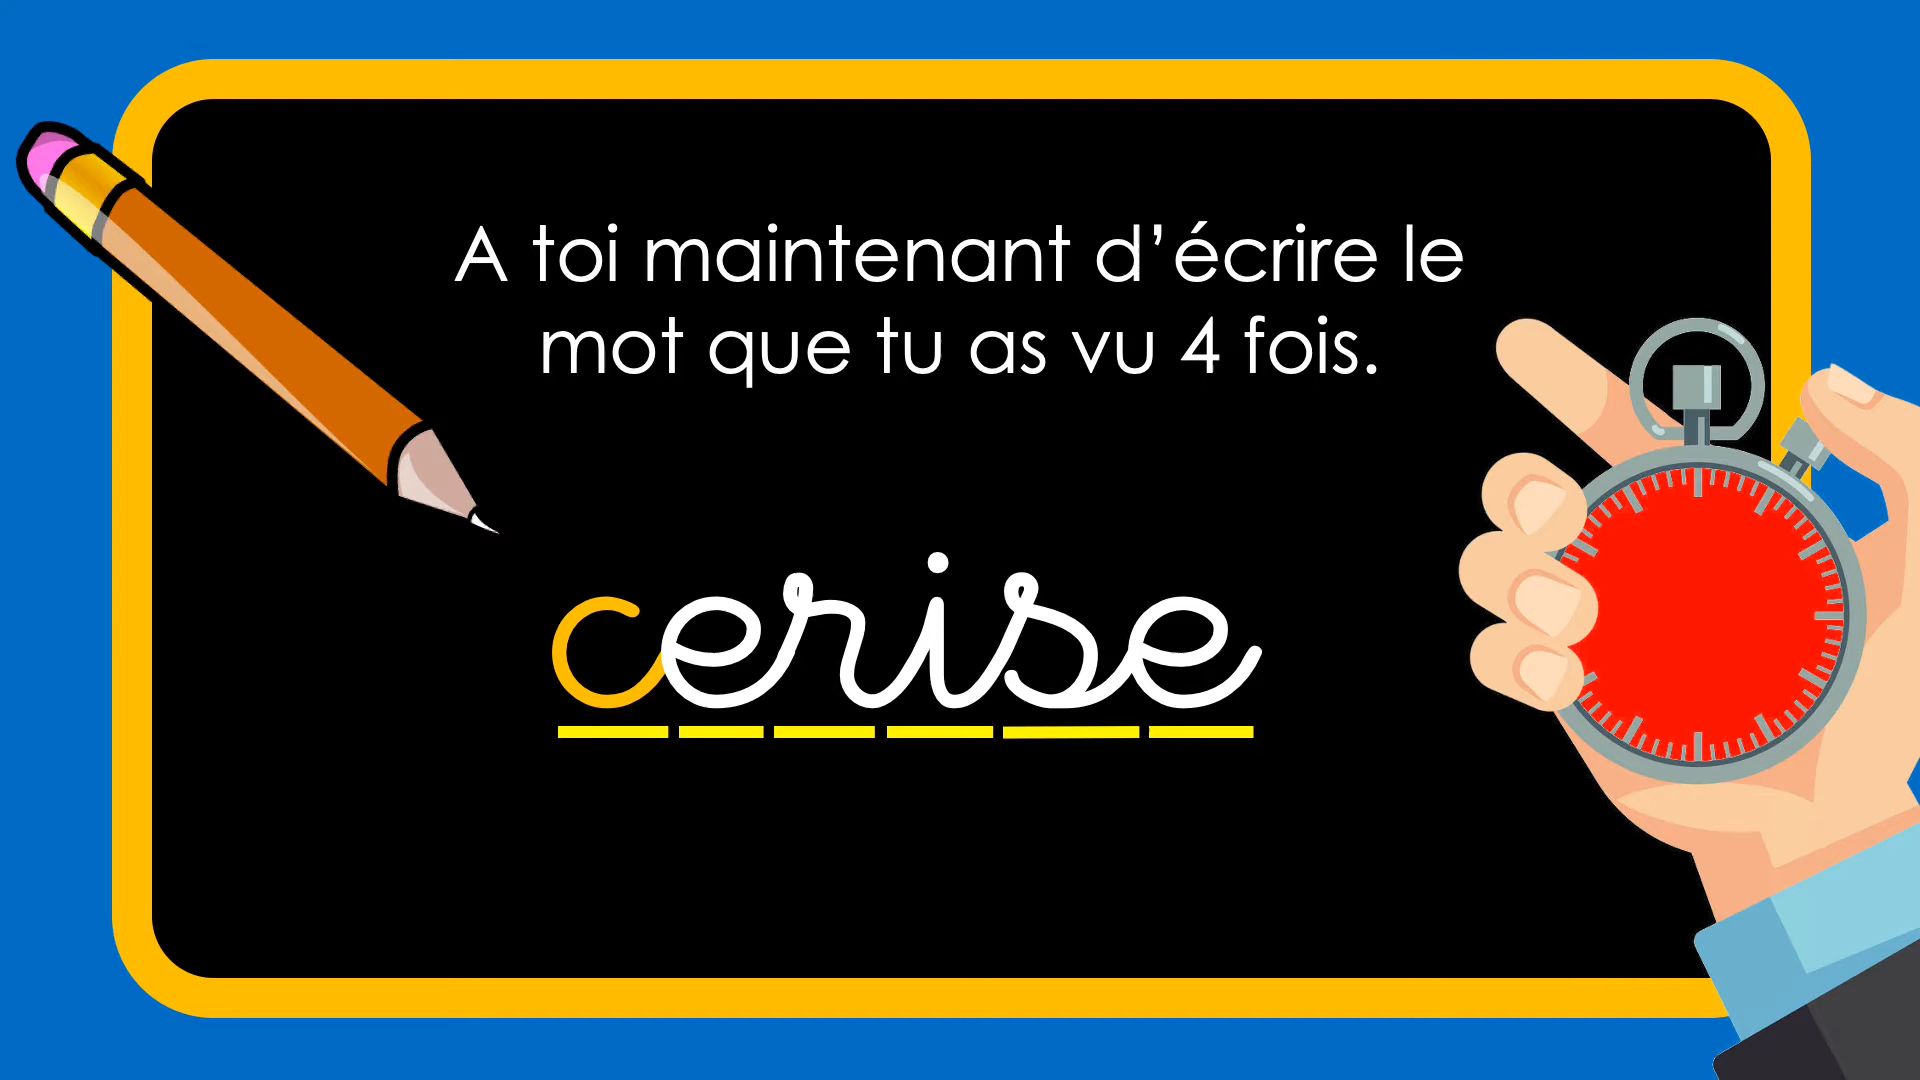 A toi maintenant d’écrire le
mot que tu as vu 4 fois.
cerise